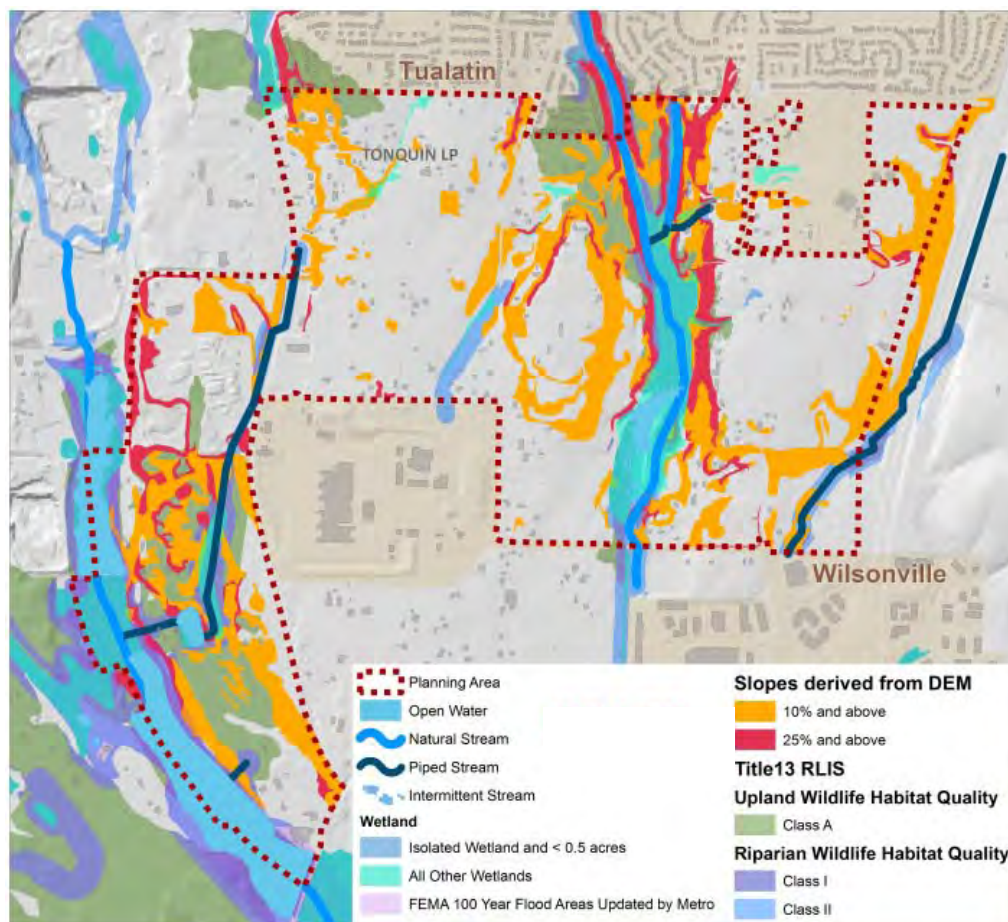 Tualatin
TONQUIN LP
Wilsonville
Planning Area
Open Water
Natural Stream
Piped Stream
Intermittent Stream
Wetland
Isolated Wetland and < 0.5 acres
All Other Wetlands
FEMA 100 Year Flood Areas Updated by Metro
Slopes derived from DEM
10% and above
25% and above
Title13 RLIS
Upland Wildlife Habitat Quality
Class A
Riparian Wildlife Habitat Quality
Class I
Class II